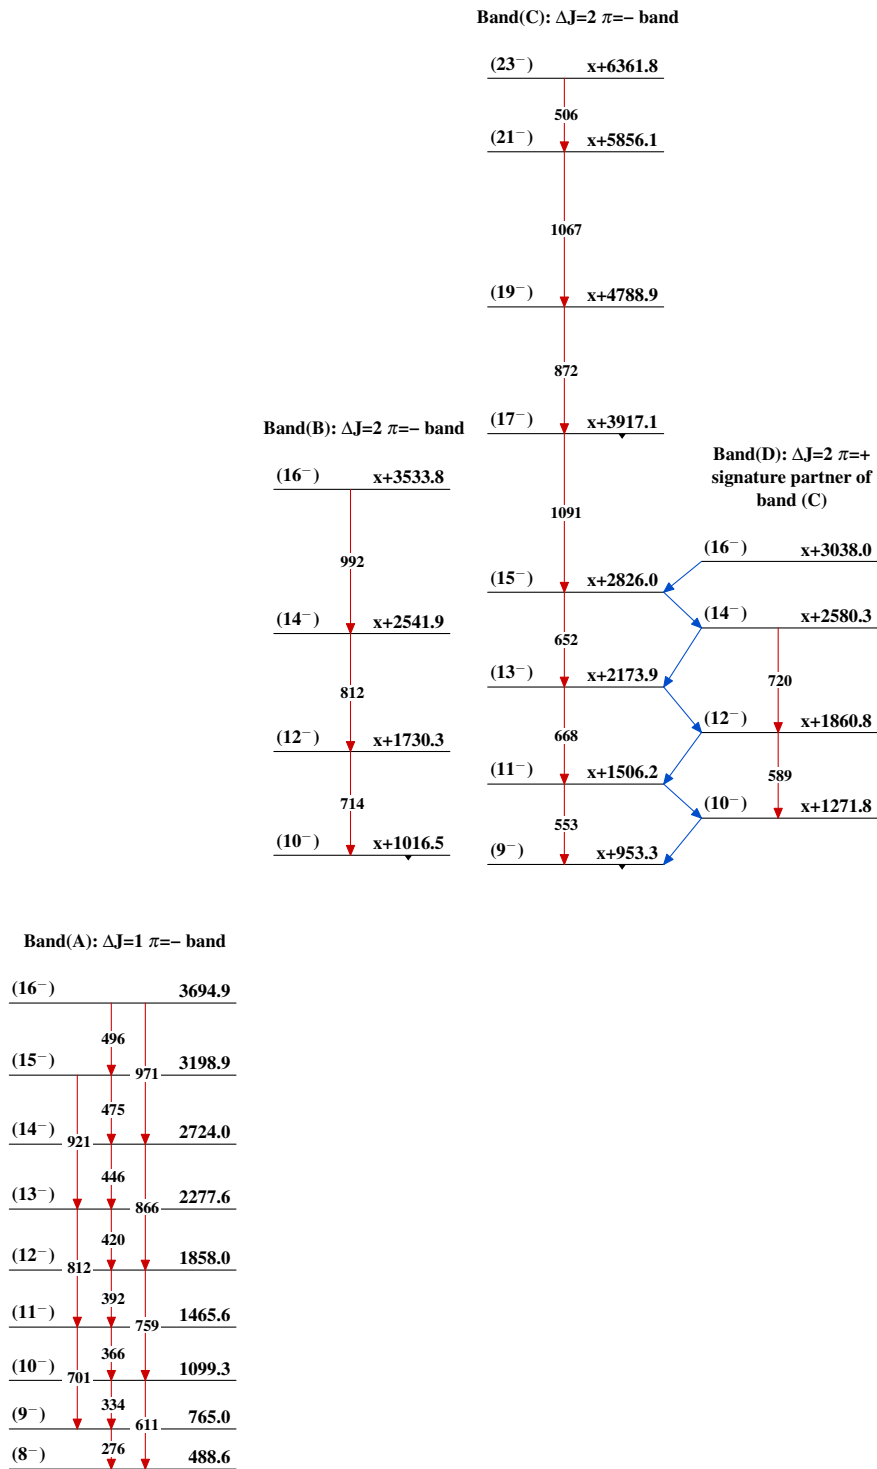 Band(C): ΔJ=2 π=− band
(23⁻) x+6361.8
506
(21⁻) x+5856.1
1067
(19⁻) x+4788.9
872
(17⁻) x+3917.1
1091
(15⁻) x+2826.0
652
(13⁻) x+2173.9
668
(11⁻) x+1506.2
553
(9⁻) x+953.3
Band(B): ΔJ=2 π=− band
(16⁻) x+3533.8
992
(14⁻) x+2541.9
812
(12⁻) x+1730.3
714
(10⁻) x+1016.5
Band(D): ΔJ=2 π=+
signature partner of
band (C)
(16⁻) x+3038.0
(14⁻) x+2580.3
720
(12⁻) x+1860.8
589
(10⁻) x+1271.8
Band(A): ΔJ=1 π=− band
(16⁻) 3694.9
496
971
(15⁻) 3198.9
475
921
(14⁻) 2724.0
446
866
(13⁻) 2277.6
420
812
(12⁻) 1858.0
392
759
(11⁻) 1465.6
366
701
(10⁻) 1099.3
334
611
(9⁻) 765.0
276
(8⁻) 488.6